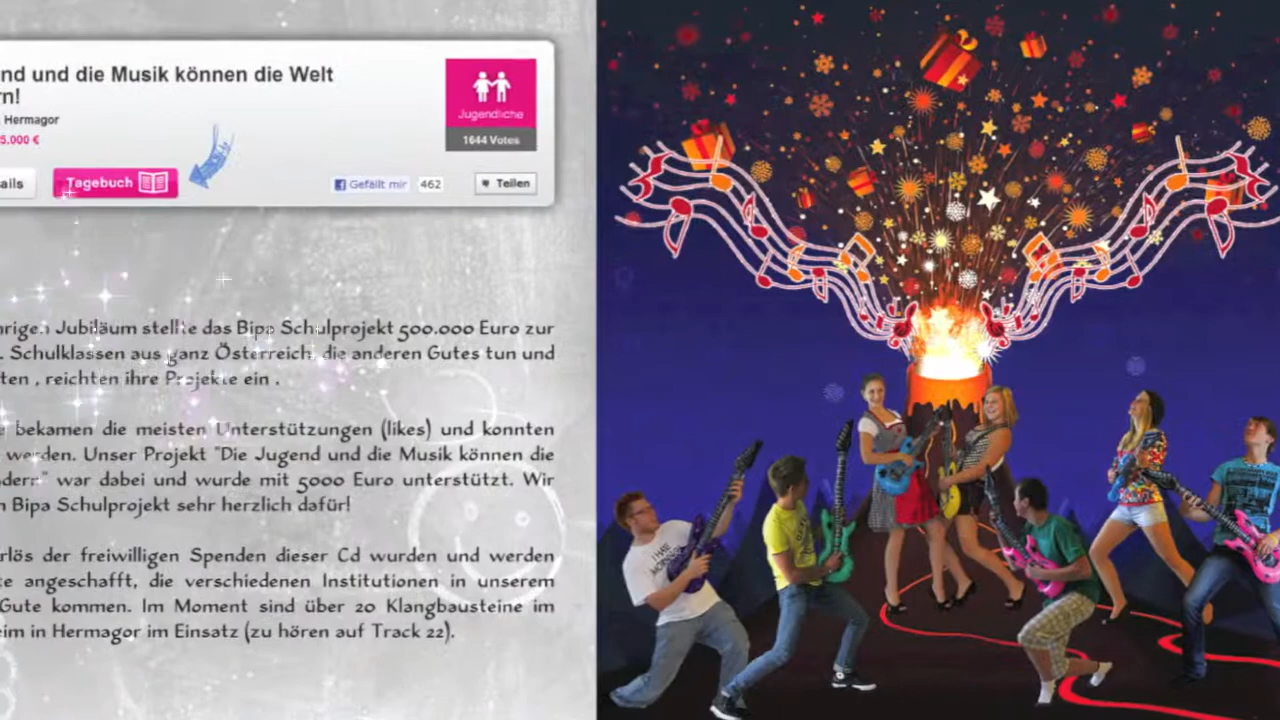 nd und die Musik können die Welt
rn!
Hermagor
5.000 €
Jugendliche
1644 Votes
ails
Tagebuch
Gefällt mir 462
Teilen
hrigen Jubiläum stellte das Bipa Schulprojekt 500.000 Euro zur
. Schulklassen aus ganz Österreich, die anderen Gutes tun und
ten , reichten ihre Projekte ein .
e bekamen die meisten Unterstützungen (likes) und konnten
werden. Unser Projekt "Die Jugend und die Musik können die
dern" war dabei und wurde mit 5000 Euro unterstützt. Wir
n Bipa Schulprojekt sehr herzlich dafür!
rlös der freiwilligen Spenden dieser Cd wurden und werden
te angeschafft, die verschiedenen Institutionen in unserem
Gute kommen. Im Moment sind über 20 Klangbausteine im
eim in Hermagor im Einsatz (zu hören auf Track 22).